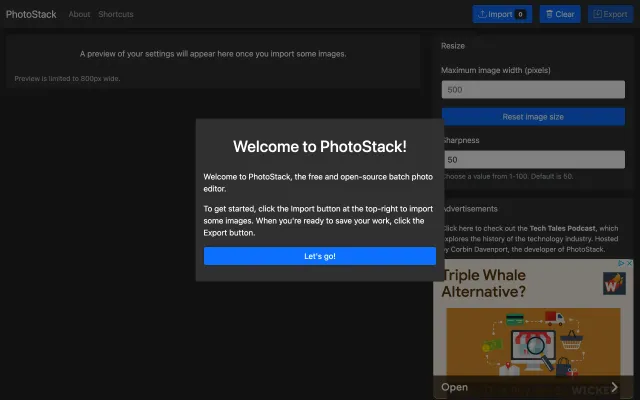 PhotoStack
About
Shortcuts
Import 0
Clear
Export
A preview of your settings will appear here once you import some images.
Preview is limited to 800px wide.
Resize
Maximum image width (pixels)
500
Reset image size
Sharpness
50
Choose a value from 1-100. Default is 50.
Welcome to PhotoStack!
Welcome to PhotoStack, the free and open-source batch photo
editor.
To get started, click the Import button at the top-right to import
some images. When you're ready to save your work, click the
Export button.
Let's go!
Advertisements
Click here to check out the Tech Tales Podcast, which
explores the history of the technology industry. Hosted
by Corbin Davenport, the developer of PhotoStack.
Triple Whale
Alternative?
Open